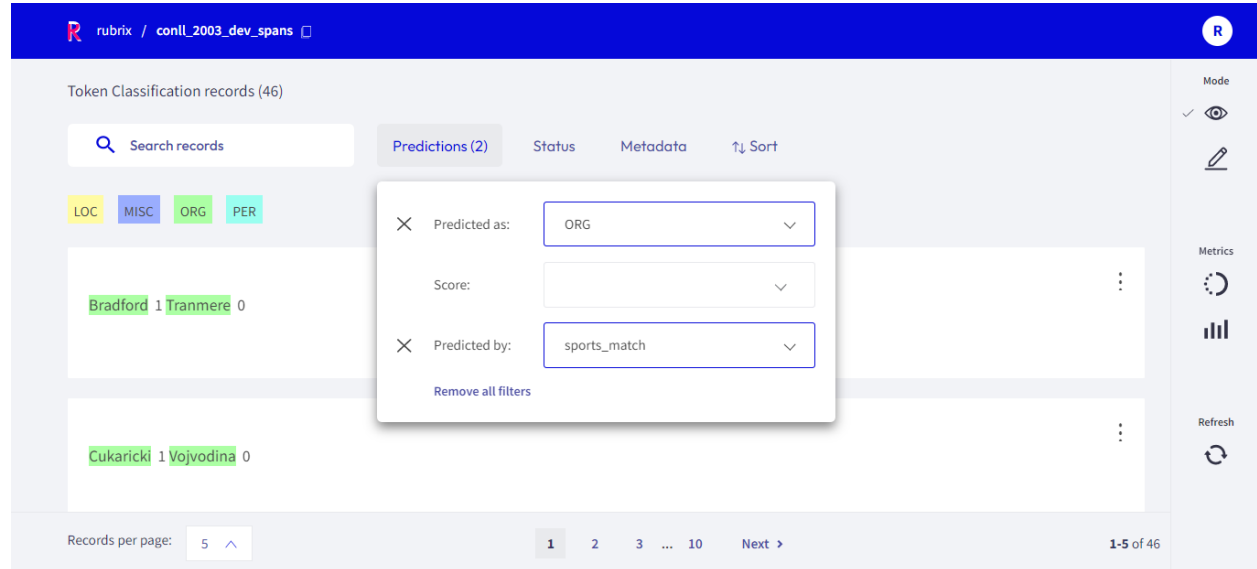 R rubrix / conll_2003_dev_spans R
Token Classification records (46) Mode
Search records Predictions (2) Status Metadata Sort
LOC MISC ORG PER
Predicted as: ORG
Metrics
Score:
Bradford 1 Tranmere 0
Predicted by: sports_match
Remove all filters
Refresh
Cukaricki 1 Vojvodina 0
Records per page: 5 1 2 3 ... 10 Next > 1-5 of 46